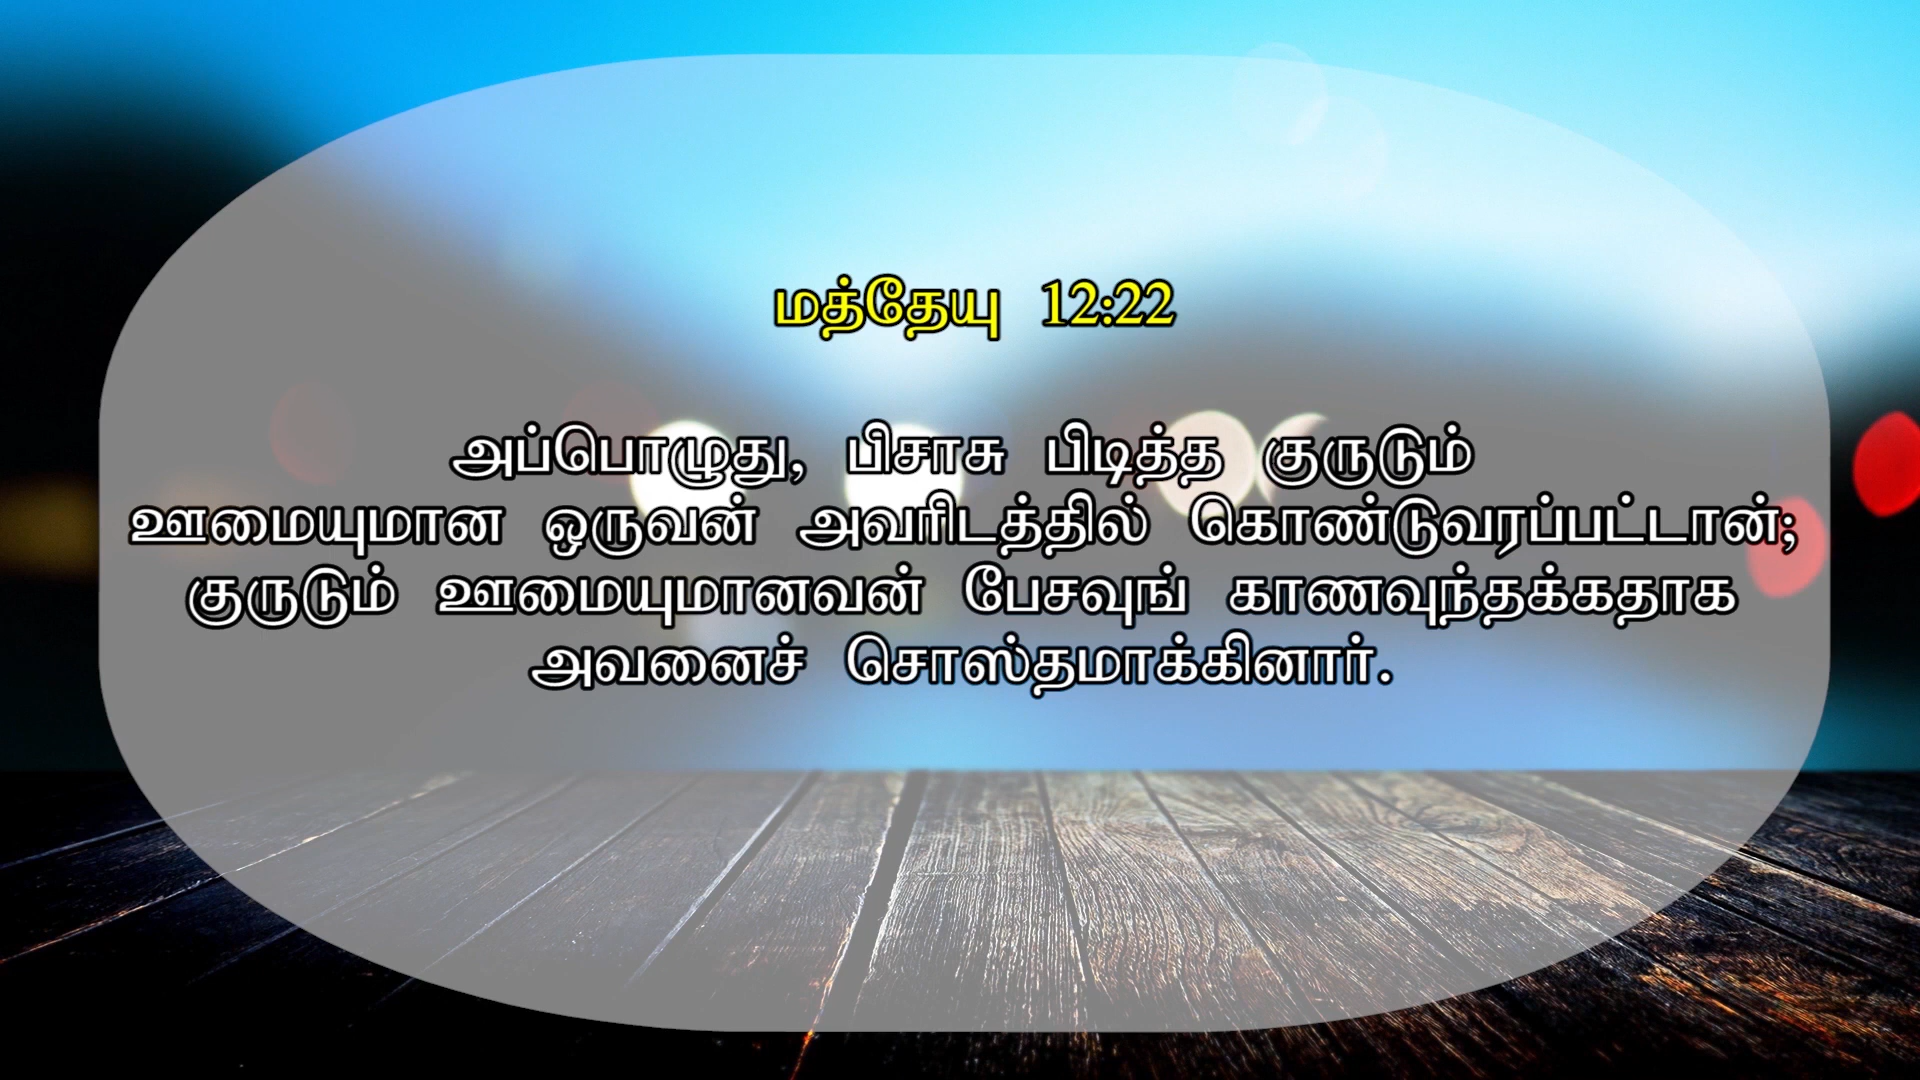 மத்தேயு 12:22
அப்பொழுது, பிசாசு பிடித்த குருடும்
ஊமையுமான ஒருவன் அவரிடத்தில் கொண்டுவரப்பட்டான்;
குருடும் ஊமையுமானவன் பேசவுங் காணவுந்தக்கதாக
அவனைச் சொஸ்தமாக்கினார்.